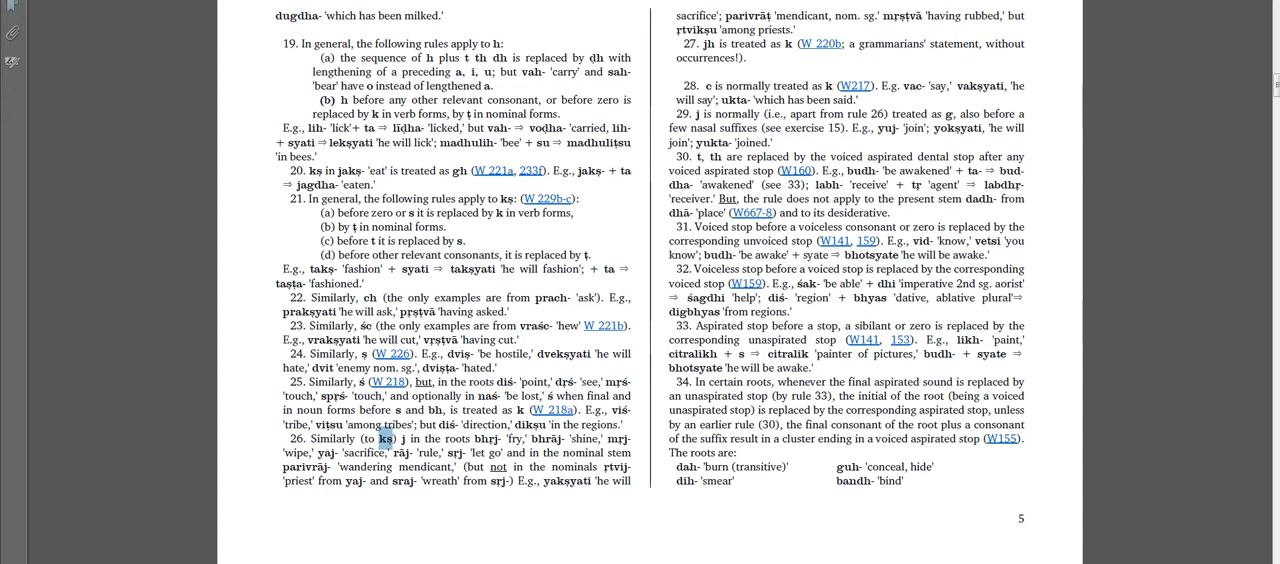 dugdha- 'which has been milked.'
19. In general, the following rules apply to h:
(a) the sequence of h plus t th dh is replaced by ḍh with
lengthening of a preceding a, i, u; but vah- 'carry' and sah-
'bear' have o instead of lengthened a.
(b) h before any other relevant consonant, or before zero is
replaced by k in verb forms, by ṭ in nominal forms.
E.g., lih- 'lick'+ ta ⇒ līḍha- 'licked,' but vah- ⇒ voḍha- 'carried, lih-
+ syati ⇒ lekṣyati 'he will lick'; madhulih- 'bee' + su ⇒ madhuliṭsu
'in bees.'
20. kṣ in jakṣ- 'eat' is treated as gh (W 221a, 233f). E.g., jakṣ- + ta
⇒ jagdha- 'eaten.'
21. In general, the following rules apply to kṣ: (W 229b-c):
(a) before zero or s it is replaced by k in verb forms,
(b) by ṭ in nominal forms.
(c) before t it is replaced by s.
(d) before other relevant consonants, it is replaced by ṭ.
E.g., takṣ- 'fashion' + syati ⇒ takṣyati 'he will fashion'; + ta ⇒
taṣṭa- 'fashioned.'
22. Similarly, ch (the only examples are from prach- 'ask'). E.g.,
prakṣyati 'he will ask,' pṛṣṭvā 'having asked.'
23. Similarly, śc (the only examples are from vraśc- 'hew' W 221b).
E.g., vrakṣyati 'he will cut,' vṛṣṭvā 'having cut.'
24. Similarly, ṣ (W 226). E.g., dviṣ- 'be hostile,' dvekṣyati 'he will
hate,' dvit 'enemy nom. sg.', dviṣṭa- 'hated.'
25. Similarly, ś (W 218), but, in the roots diś- 'point,' dṛś- 'see,' mṛś-
'touch,' spṛś- 'touch,' and optionally in naś- 'be lost,' ś when final and
in noun forms before s and bh, is treated as k (W 218a). E.g., viś-
'tribe,' viṭsu 'among tribes'; but diś- 'direction,' dikṣu 'in the regions.'
26. Similarly (to kṣ) j in the roots bhṛj- 'fry,' bhrāj- 'shine,' mṛj-
'wipe,' yaj- 'sacrifice,' rāj- 'rule,' sṛj- 'let go' and in the nominal stem
parivrāj- 'wandering mendicant,' (but not in the nominals ṛtvij-
'priest' from yaj- and sraj- 'wreath' from sṛj-) E.g., yakṣyati 'he will
sacrifice'; parivrāṭ 'mendicant, nom. sg.' mṛṣṭvā 'having rubbed,' but
ṛtvikṣu 'among priests.'
27. jh is treated as k (W 220b; a grammarians' statement, without
occurrences!).
28. c is normally treated as k (W217). E.g. vac- 'say,' vakṣyati, 'he
will say'; ukta- 'which has been said.'
29. j is normally (i.e., apart from rule 26) treated as g, also before a
few nasal suffixes (see exercise 15). E.g., yuj- 'join'; yokṣyati, 'he will
join'; yukta- 'joined.'
30. t, th are replaced by the voiced aspirated dental stop after any
voiced aspirated stop (W160). E.g., budh- 'be awakened' + ta- ⇒ bud-
dha- 'awakened' (see 33); labh- 'receive' + tṛ 'agent' ⇒ labdhṛ-
'receiver.' But, the rule does not apply to the present stem dadh- from
dhā- 'place' (W667-8) and to its desiderative.
31. Voiced stop before a voiceless consonant or zero is replaced by the
corresponding unvoiced stop (W141, 159). E.g., vid- 'know,' vetsi 'you
know'; budh- 'be awake' + syate ⇒ bhotsyate 'he will be awake.'
32. Voiceless stop before a voiced stop is replaced by the corresponding
voiced stop (W159). E.g., śak- 'be able' + dhi 'imperative 2nd sg. aorist'
⇒ śagdhi 'help'; diś- 'region' + bhyas 'dative, ablative plural'⇒
digbhyas 'from regions.'
33. Aspirated stop before a stop, a sibilant or zero is replaced by the
corresponding unaspirated stop (W141, 153). E.g., likh- 'paint,'
citralikh + s ⇒ citralik 'painter of pictures,' budh- + syate ⇒
bhotsyate 'he will be awake.'
34. In certain roots, whenever the final aspirated sound is replaced by
an unaspirated stop (by rule 33), the initial of the root (being a voiced
unaspirated stop) is replaced by the corresponding aspirated stop, unless
by an earlier rule (30), the final consonant of the root plus a consonant
of the suffix result in a cluster ending in a voiced aspirated stop (W155).
The roots are:
dah- 'burn (transitive)' guh- 'conceal, hide'
dih- 'smear' bandh- 'bind'
5